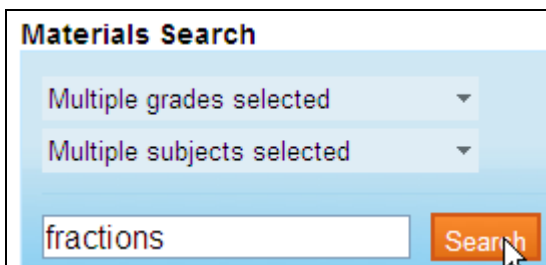 Materials Search
Multiple grades selected
Multiple subjects selected
fractions
Search